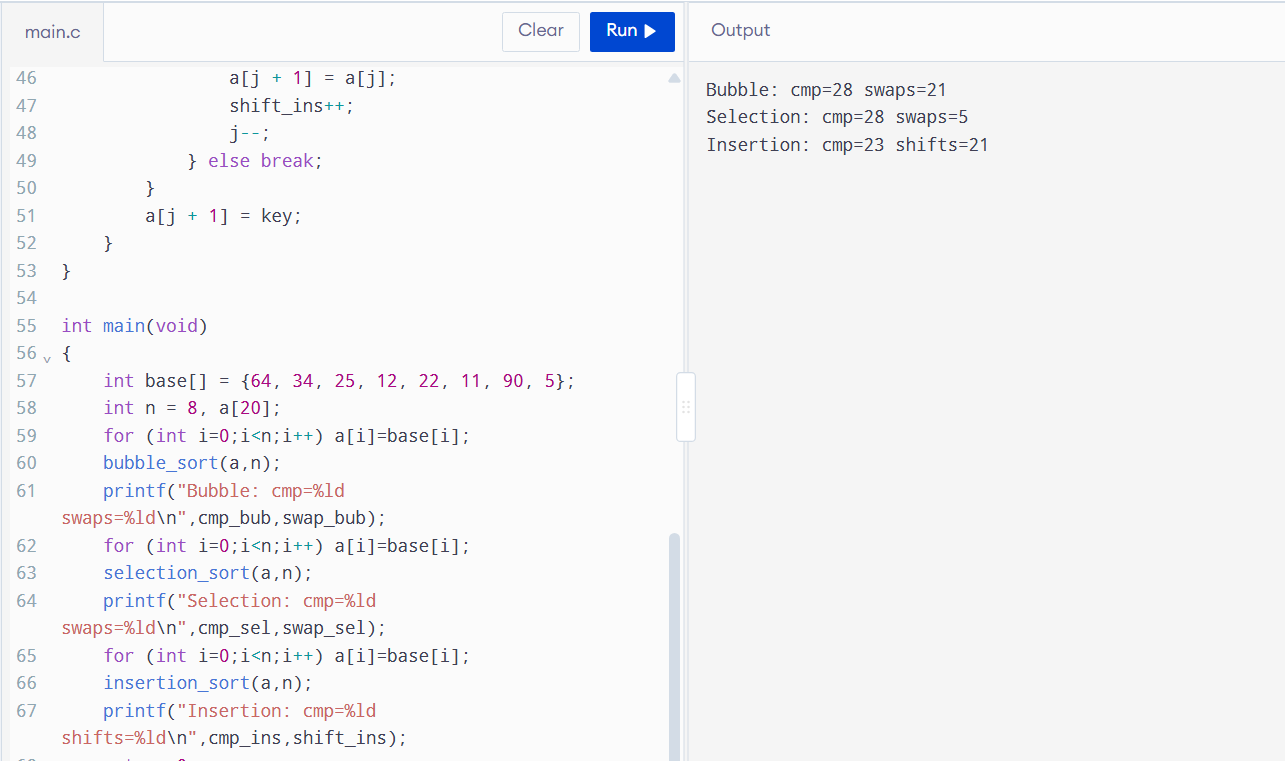 main.c
Clear
Run
Output
46 a[j + 1] = a[j];
47 shift_ins++;
48 j--;
49 } else break;
50 }
51 a[j + 1] = key;
52 }
53 }
54
55 int main(void)
56 {
57 int base[] = {64, 34, 25, 12, 22, 11, 90, 5};
58 int n = 8, a[20];
59 for (int i=0;i<n;i++) a[i]=base[i];
60 bubble_sort(a,n);
61 printf("Bubble: cmp=%ld
swaps=%ld\n",cmp_bub,swap_bub);
62 for (int i=0;i<n;i++) a[i]=base[i];
63 selection_sort(a,n);
64 printf("Selection: cmp=%ld
swaps=%ld\n",cmp_sel,swap_sel);
65 for (int i=0;i<n;i++) a[i]=base[i];
66 insertion_sort(a,n);
67 printf("Insertion: cmp=%ld
shifts=%ld\n",cmp_ins,shift_ins);
Bubble: cmp=28 swaps=21
Selection: cmp=28 swaps=5
Insertion: cmp=23 shifts=21